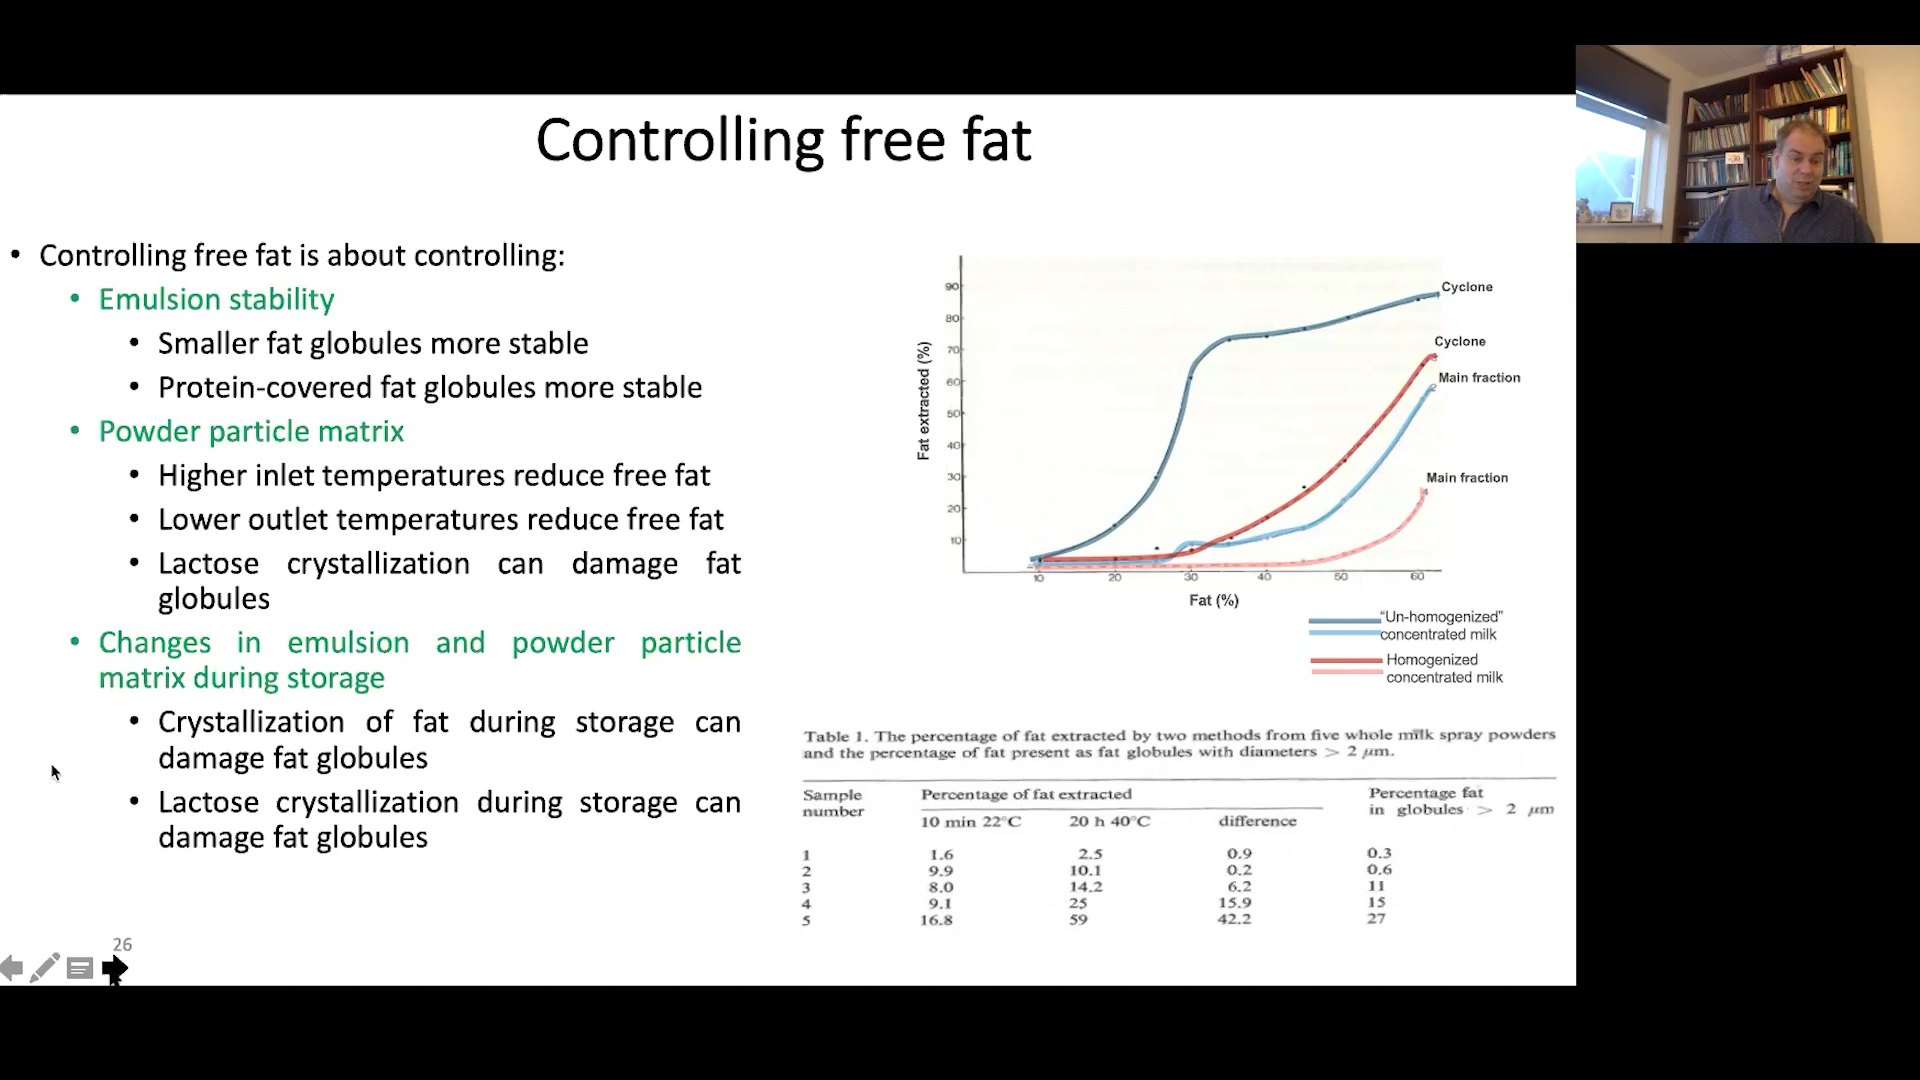 Controlling free fat
• Controlling free fat is about controlling:
• Emulsion stability
• Smaller fat globules more stable
• Protein-covered fat globules more stable
• Powder particle matrix
• Higher inlet temperatures reduce free fat
• Lower outlet temperatures reduce free fat
• Lactose crystallization can damage fat
globules
• Changes in emulsion and powder particle
matrix during storage
• Crystallization of fat during storage can
damage fat globules
• Lactose crystallization during storage can
damage fat globules
26
Fat extracted (%)
90
80
70
60
50
40
30
20
10
10 20 30 40 50 60
Fat (%)
Cyclone
Cyclone
3
Main fraction
2
Main fraction
4
"Un-homogenized"
concentrated milk
Homogenized
concentrated milk
Table 1. The percentage of fat extracted by two methods from five whole milk spray powders
and the percentage of fat present as fat globules with diameters > 2 μm.
Sample
number
Percentage of fat extracted
Percentage fat
in globules > 2 μm
10 min 22°C 20 h 40°C difference
1 1.6 2.5 0.9 0.3
2 9.9 10.1 0.2 0.6
3 8.0 14.2 6.2 11
4 9.1 25 15.9 15
5 16.8 59 42.2 27